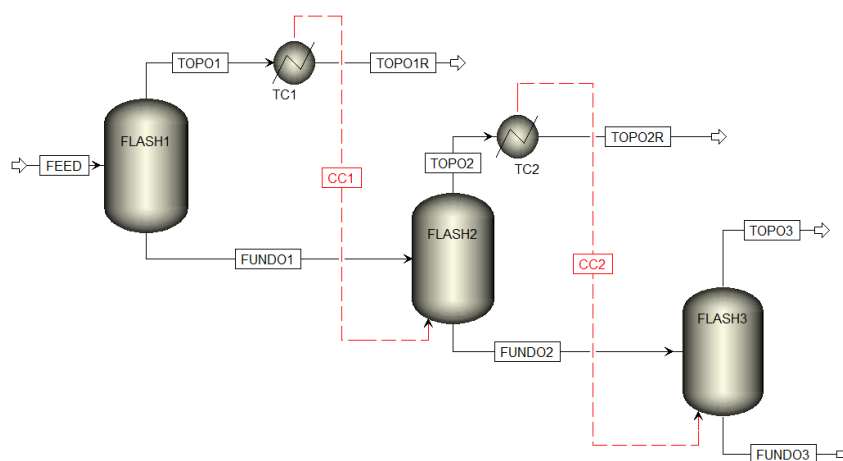 TOPO1
TOPO1R
TC1
FLASH1
FEED
CC1
TOPO2
TOPO2R
TC2
FUNDO1
FLASH2
TOPO3
CC2
FLASH3
FUNDO2
FUNDO3